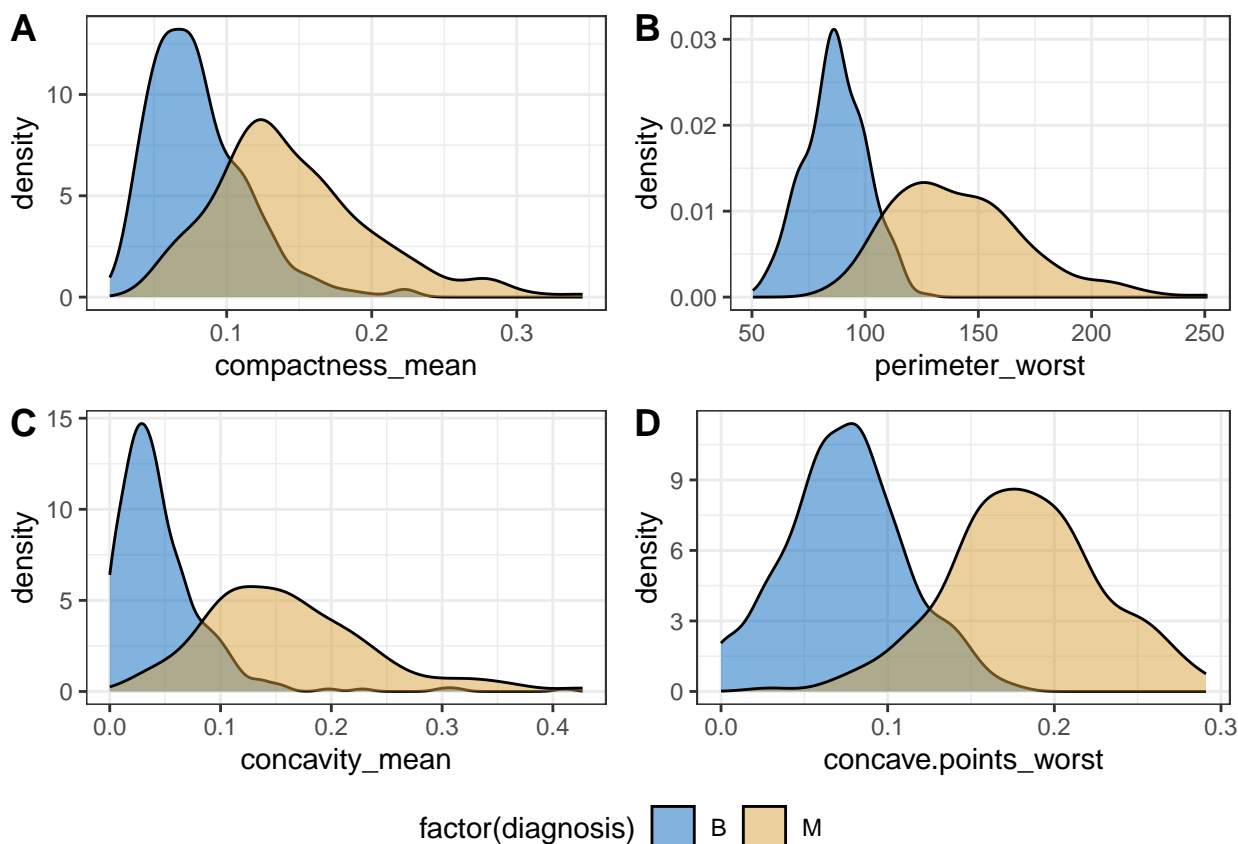 A
density
10
5
0
0.1 0.2 0.3
compactness_mean
B
density
0.03
0.02
0.01
0.00
50 100 150 200 250
perimeter_worst
C
density
15
10
5
0
0.0 0.1 0.2 0.3 0.4
concavity_mean
D
density
9
6
3
0
0.0 0.1 0.2 0.3
concave.points_worst
factor(diagnosis) B M